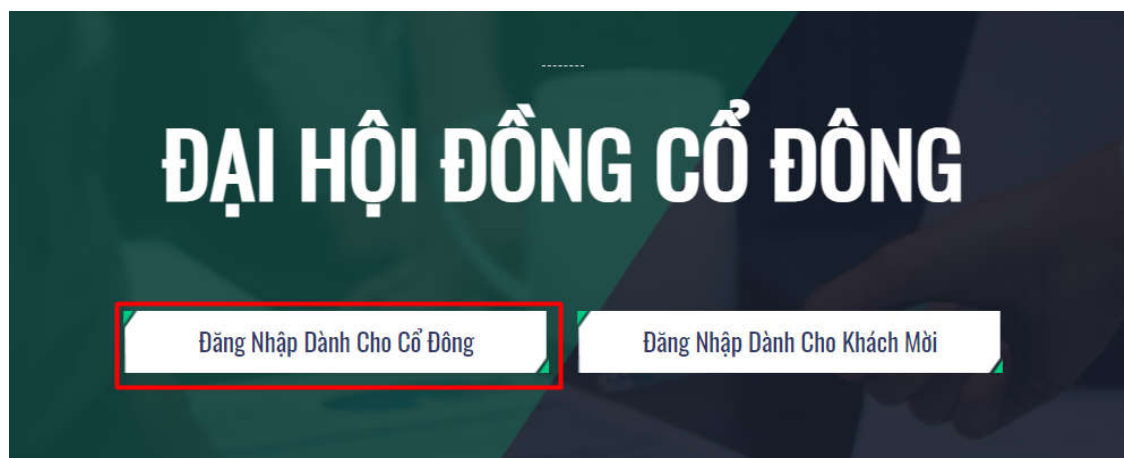 --------
ĐẠI HỘI ĐỒNG CỔ ĐÔNG
Đăng Nhập Dành Cho Cổ Đông
Đăng Nhập Dành Cho Khách Mời